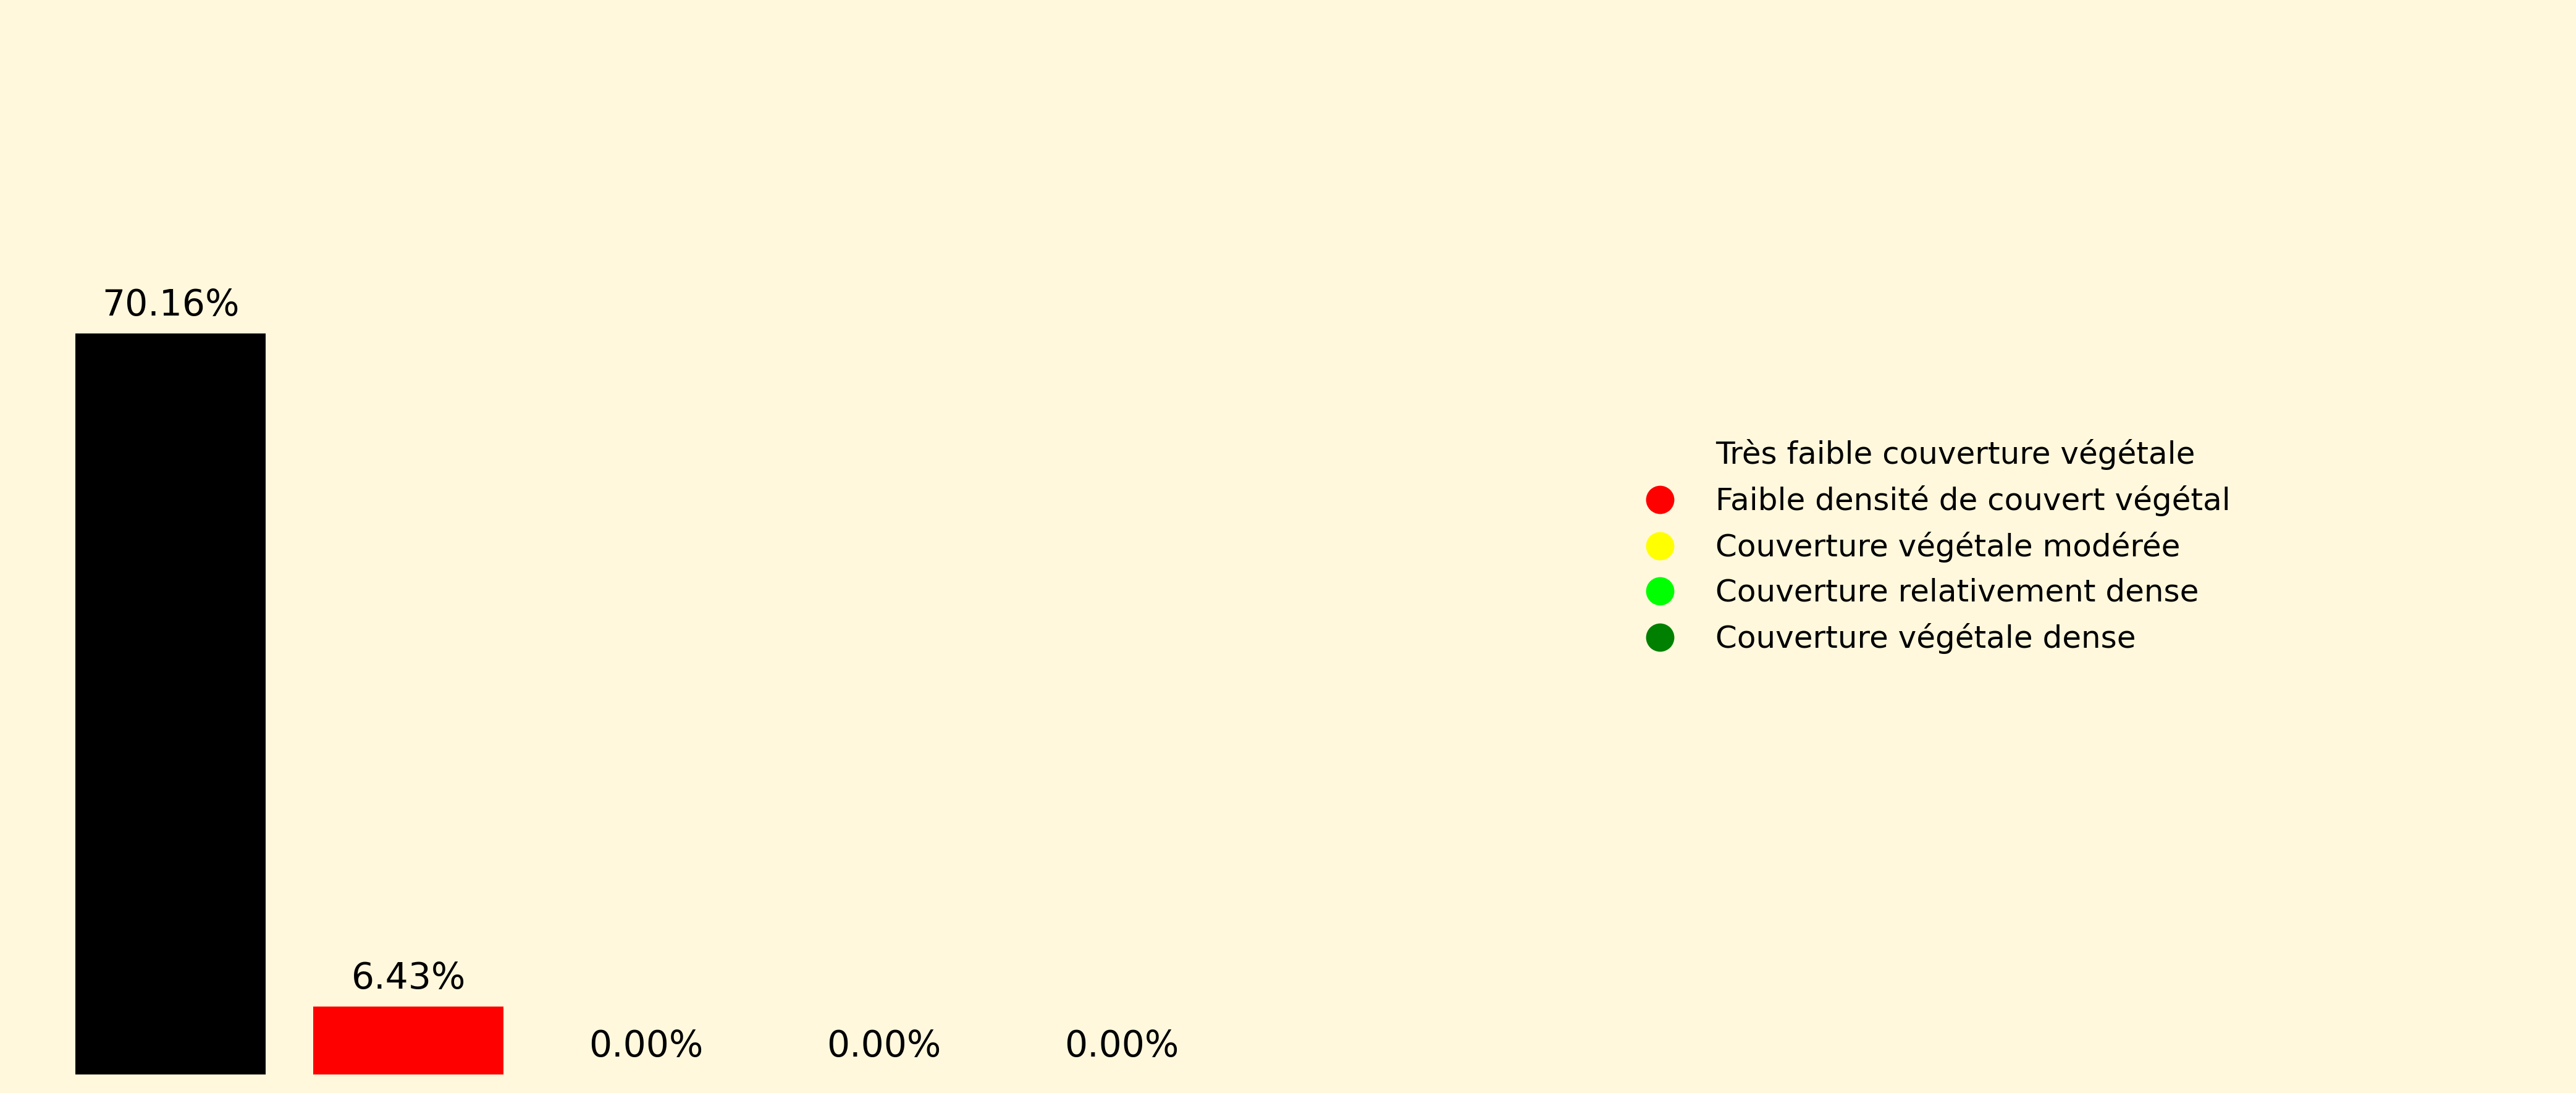 70.16%
6.43%
0.00%
0.00%
0.00%
Très faible couverture végétale
Faible densité de couvert végétal
Couverture végétale modérée
Couverture relativement dense
Couverture végétale dense